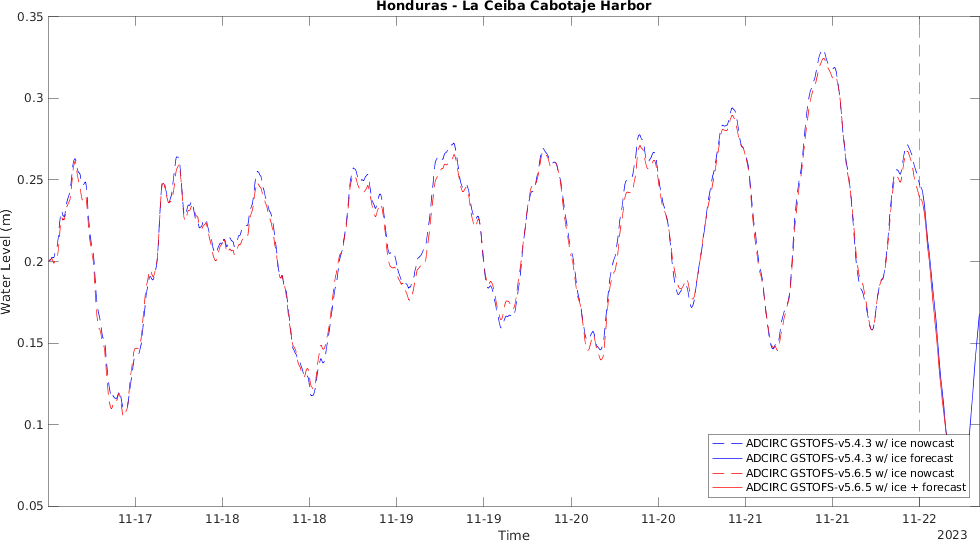 Honduras - La Ceiba Cabotaje Harbor
0.35
0.3
0.25
0.2
0.15
0.1
0.05
Water Level (m)
11-17 11-18 11-18 11-19 11-19 11-20 11-20 11-21 11-21 11-22
Time
2023
ADCIRC GSTOFS-v5.4.3 w/ ice nowcast
ADCIRC GSTOFS-v5.4.3 w/ ice forecast
ADCIRC GSTOFS-v5.6.5 w/ ice nowcast
ADCIRC GSTOFS-v5.6.5 w/ ice + forecast